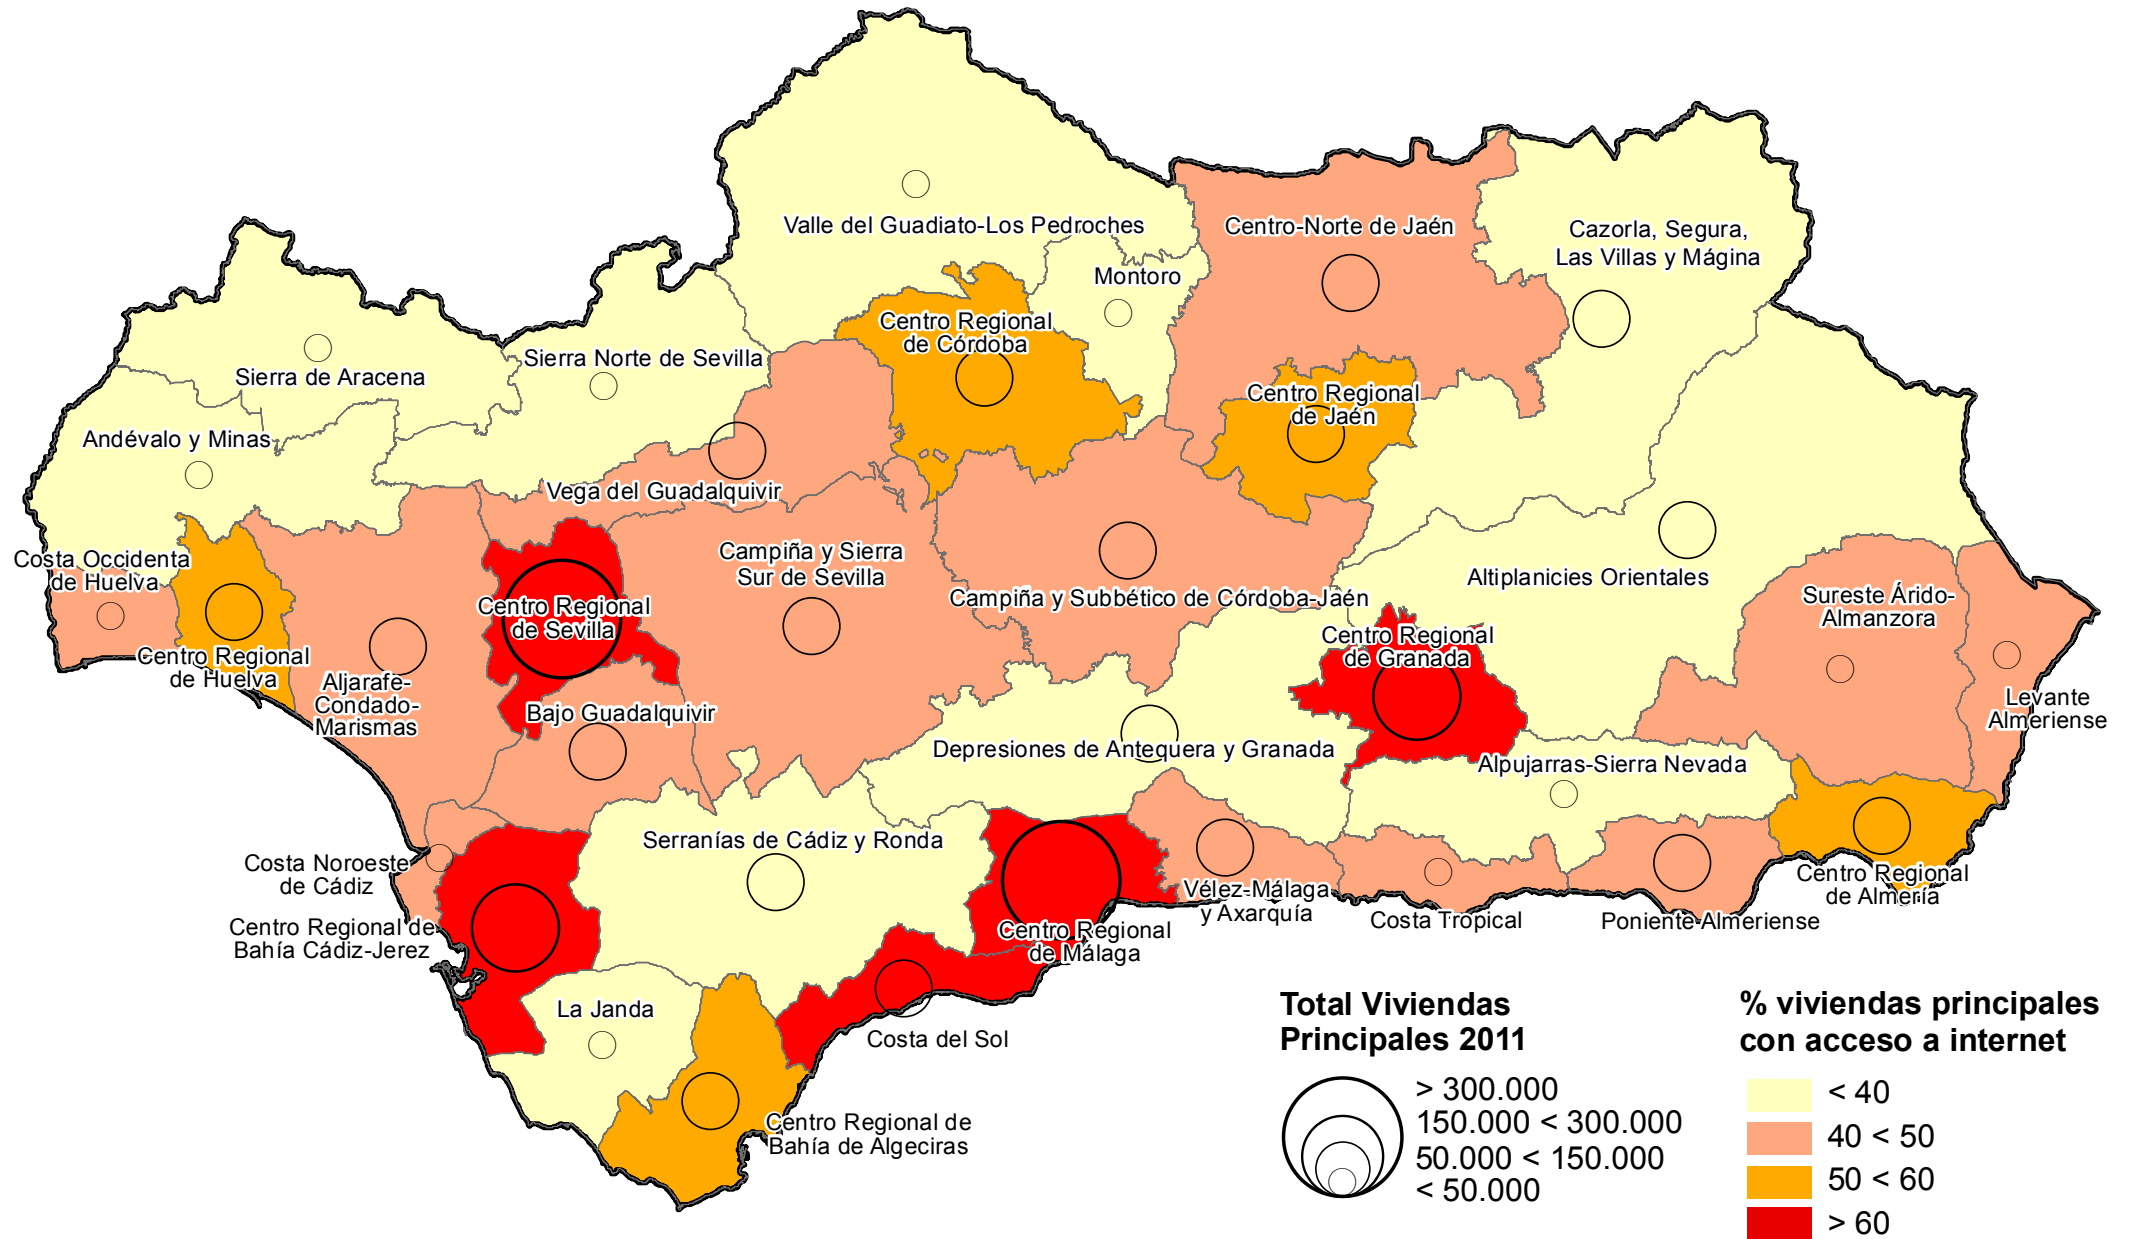 Valle del Guadiato-Los Pedroches
Centro-Norte de Jaén
Cazorla, Segura,
Las Villas y Mágina
Montoro
Centro Regional
de Córdoba
Sierra Norte de Sevilla
Sierra de Aracena
Centro Regional
de Jaén
Andévalo y Minas
Vega del Guadalquivir
Costa Occidenta
de Huelva
Campiña y Sierra
Sur de Sevilla
Altiplanicies Orientales
Campiña y Subbético de Córdoba-Jaén
Sureste Árido-
Almanzora
Centro Regional
de Sevilla
Centro Regional
de Granada
Centro Regional
de Huelva
Aljarafe-
Condado-
Marismas
Bajo Guadalquivir
Levante
Almeriense
Depresiones de Antequera y Granada
Alpujarras-Sierra Nevada
Serranías de Cádiz y Ronda
Costa Noroeste
de Cádiz
Vélez-Málaga
y Axarquía
Costa Tropical
Poniente Almeriense
Centro Regional
de Almería
Centro Regional de
Bahía Cádiz-Jerez
Centro Regional
de Málaga
La Janda
Costa del Sol
Centro Regional de
Bahía de Algeciras
Total Viviendas
Principales 2011
> 300.000
150.000 < 300.000
50.000 < 150.000
< 50.000
% viviendas principales
con acceso a internet
< 40
40 < 50
50 < 60
> 60